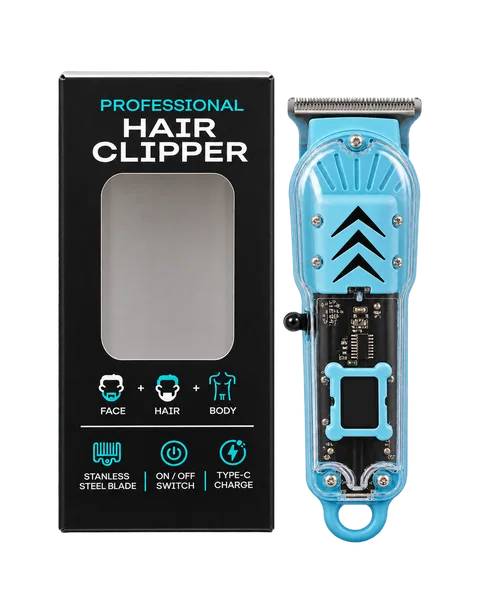 PROFESSIONAL
HAIR
CLIPPER
FACE + HAIR + BODY
STANLESS
STEEL BLADE
ON / OFF
SWITCH
TYPE-C
CHARGE